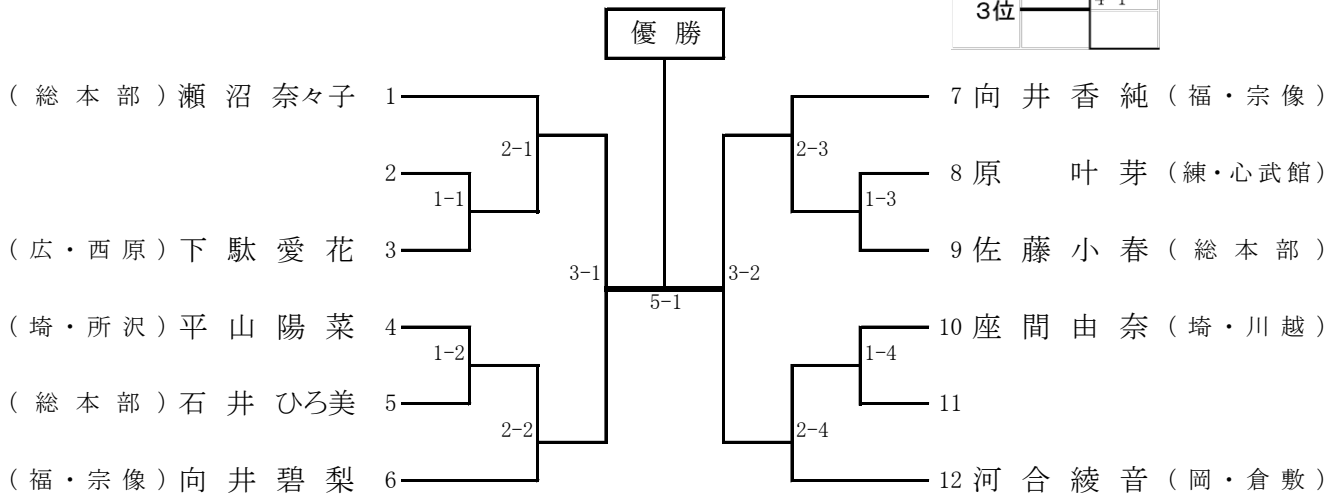 4-1
3位
優 勝
(総本部) 瀬沼奈々子 1
2-1
2
1-1
(広・西原) 下駄愛花 3
3-1
(埼・所沢) 平山陽菜 4
1-2
(総本部) 石井ひろ美 5
2-2
(福・宗像) 向井碧梨 6
5-1
7 向井香純 (福・宗像)
2-3
8 原 叶芽 (練・心武館)
1-3
9 佐藤小春 (総本部)
3-2
10 座間由奈 (埼・川越)
1-4
11
2-4
12 河合綾音 (岡・倉敷)